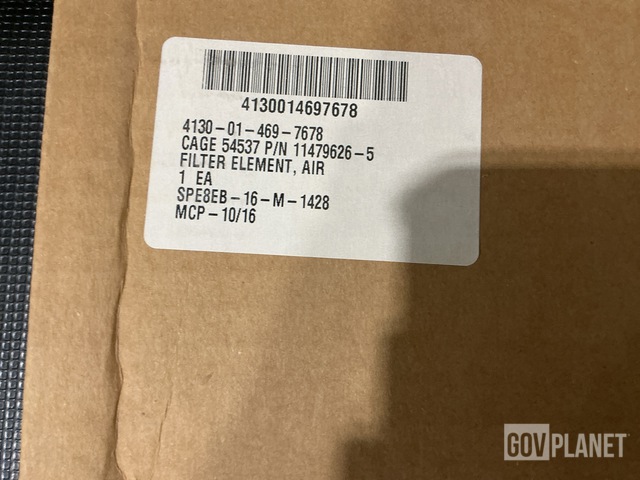 4130014697678
4130-01-469-7678
CAGE 54537 P/N 11479626-5
FILTER ELEMENT, AIR
1 EA
SPE8EB-16-M-1428
MCP-10/16
GOVPLANET